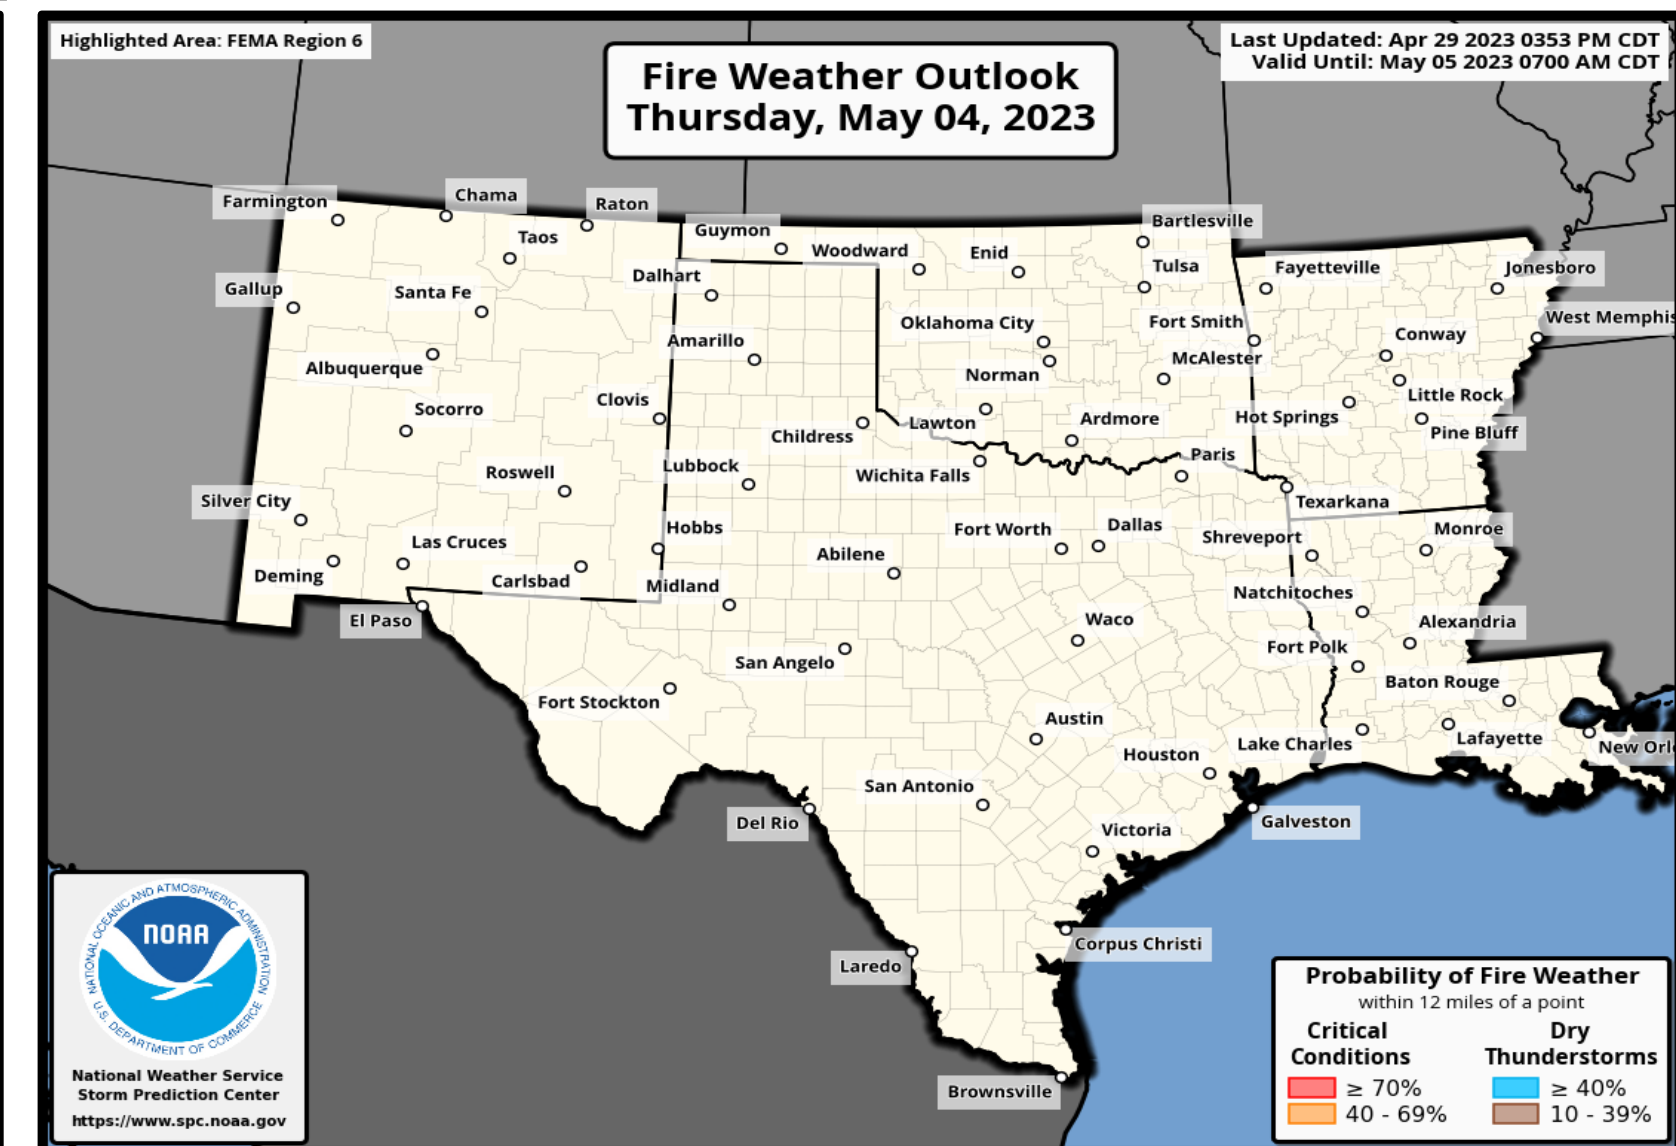 Highlighted Area: FEMA Region 6
Fire Weather Outlook
Thursday, May 04, 2023
Last Updated: Apr 29 2023 0353 PM CDT
Valid Until: May 05 2023 0700 AM CDT
Farmington
Chama
Raton
Taos
Guymon
Woodward
Enid
Bartlesville
Tulsa
Fayetteville
Jonesboro
Gallup
Santa Fe
Dalhart
Oklahoma City
Fort Smith
Conway
West Memphis
Albuquerque
Amarillo
Norman
McAlester
Little Rock
Socorro
Clovis
Childress
Lawton
Ardmore
Hot Springs
Pine Bluff
Roswell
Lubbock
Wichita Falls
Paris
Texarkana
Silver City
Las Cruces
Hobbs
Abilene
Fort Worth
Dallas
Shreveport
Monroe
Deming
Carlsbad
Midland
Natchitoches
El Paso
Waco
Alexandria
San Angelo
Fort Polk
Fort Stockton
Baton Rouge
Austin
Houston
Lake Charles
Lafayette
New Orl
San Antonio
Del Rio
Victoria
Galveston
Laredo
Corpus Christi
Brownsville
NATIONAL OCEANIC AND ATMOSPHERIC ADMINISTRATION
NOAA
U.S. DEPARTMENT OF COMMERCE
National Weather Service
Storm Prediction Center
https://www.spc.noaa.gov
Probability of Fire Weather
within 12 miles of a point
Critical
Conditions
≥ 70%
40 - 69%
Dry
Thunderstorms
≥ 40%
10 - 39%